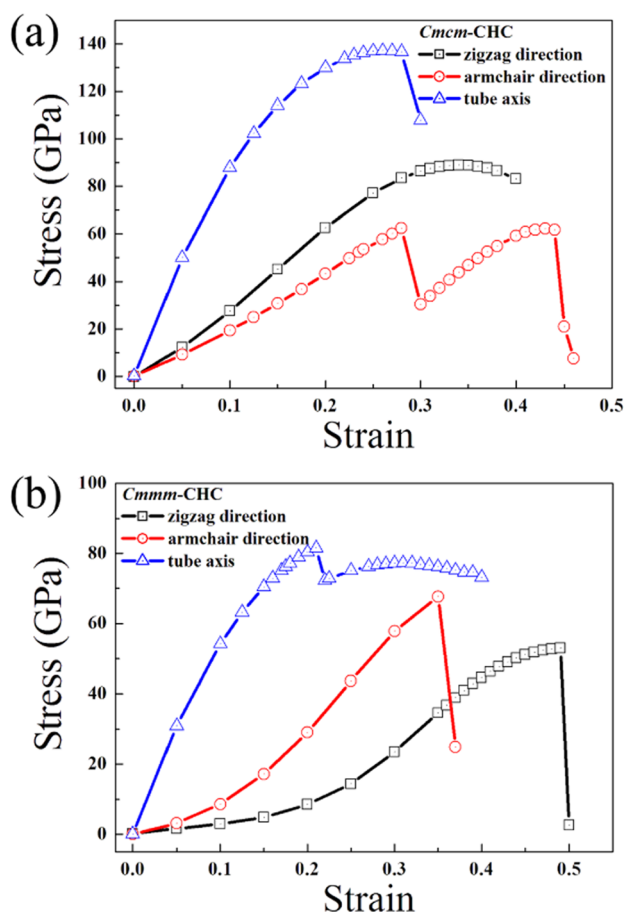 (a)
Cmcm-CHC
zigzag direction
armchair direction
tube axis
140
120
100
80
60
40
20
0
Stress (GPa)
0.0 0.1 0.2 0.3 0.4 0.5
Strain
(b)
Cmmm-CHC
zigzag direction
armchair direction
tube axis
100
80
60
40
20
0
Stress (GPa)
0.0 0.1 0.2 0.3 0.4 0.5
Strain